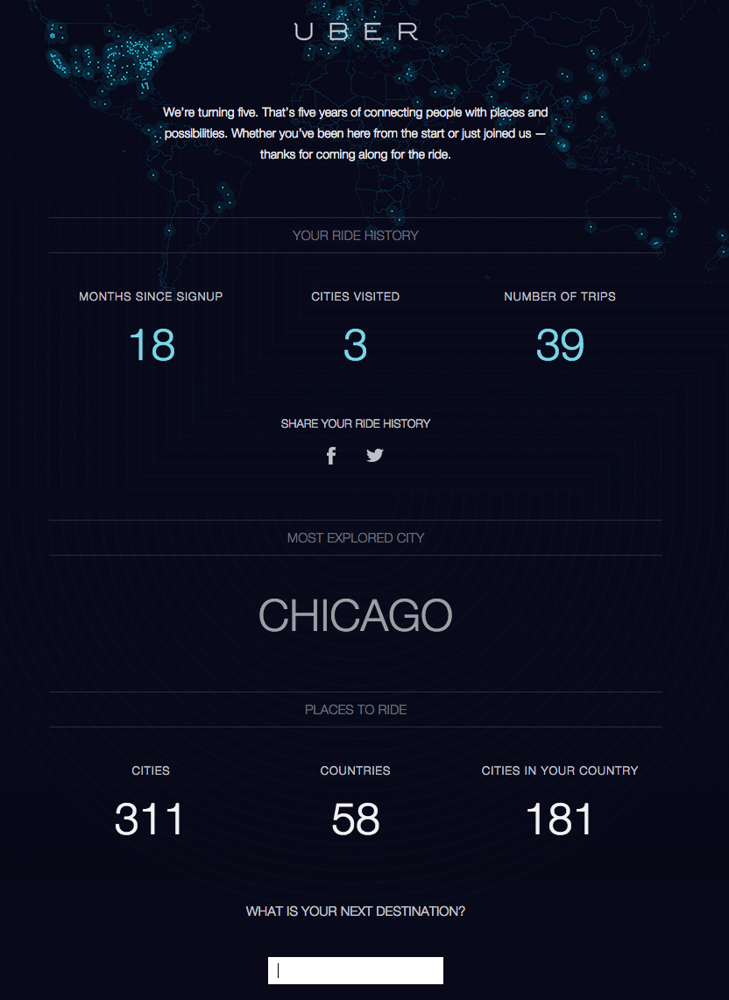 UBER
We're turning five. That's five years of connecting people with places and
possibilities. Whether you've been here from the start or just joined us —
thanks for coming along for the ride.
YOUR RIDE HISTORY
MONTHS SINCE SIGNUP
18
CITIES VISITED
3
NUMBER OF TRIPS
39
SHARE YOUR RIDE HISTORY
MOST EXPLORED CITY
CHICAGO
PLACES TO RIDE
CITIES
311
COUNTRIES
58
CITIES IN YOUR COUNTRY
181
WHAT IS YOUR NEXT DESTINATION?